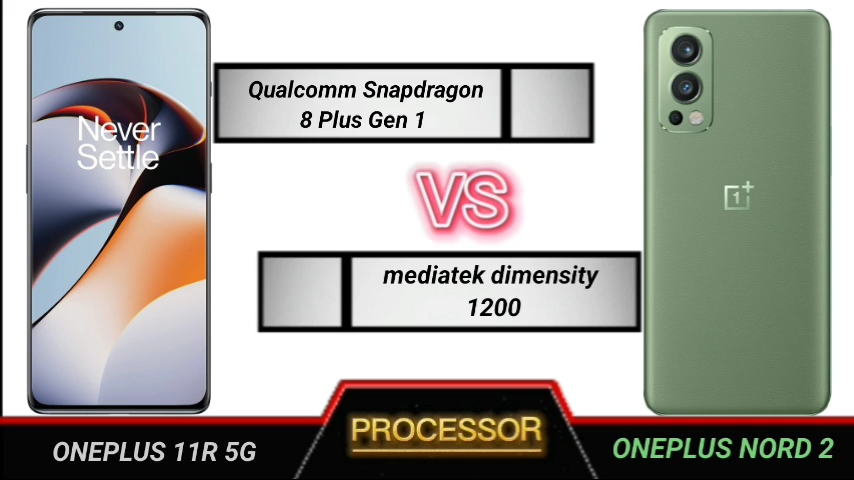 Never
Settle
Qualcomm Snapdragon
8 Plus Gen 1
VS
mediatek dimensity
1200
1+
PROCESSOR
ONEPLUS 11R 5G
ONEPLUS NORD 2